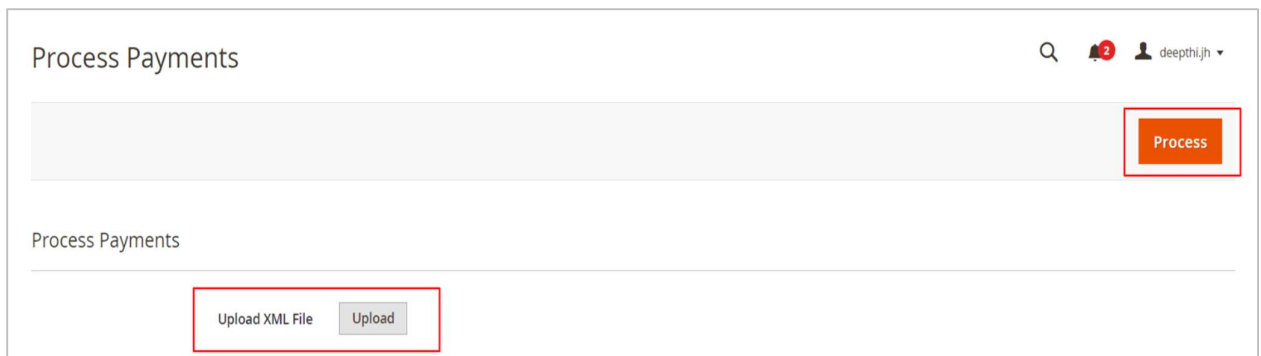 Process Payments
2
deepthi.jh
Process
Process Payments
Upload XML File
Upload